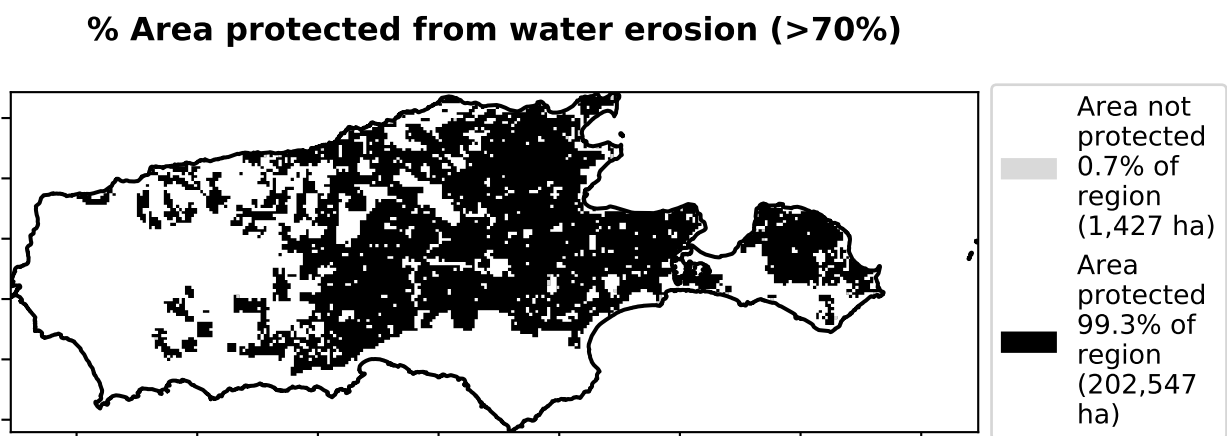 % Area protected from water erosion (>70%)
Area not
protected
0.7% of
region
(1,427 ha)
Area
protected
99.3% of
region
(202,547
ha)